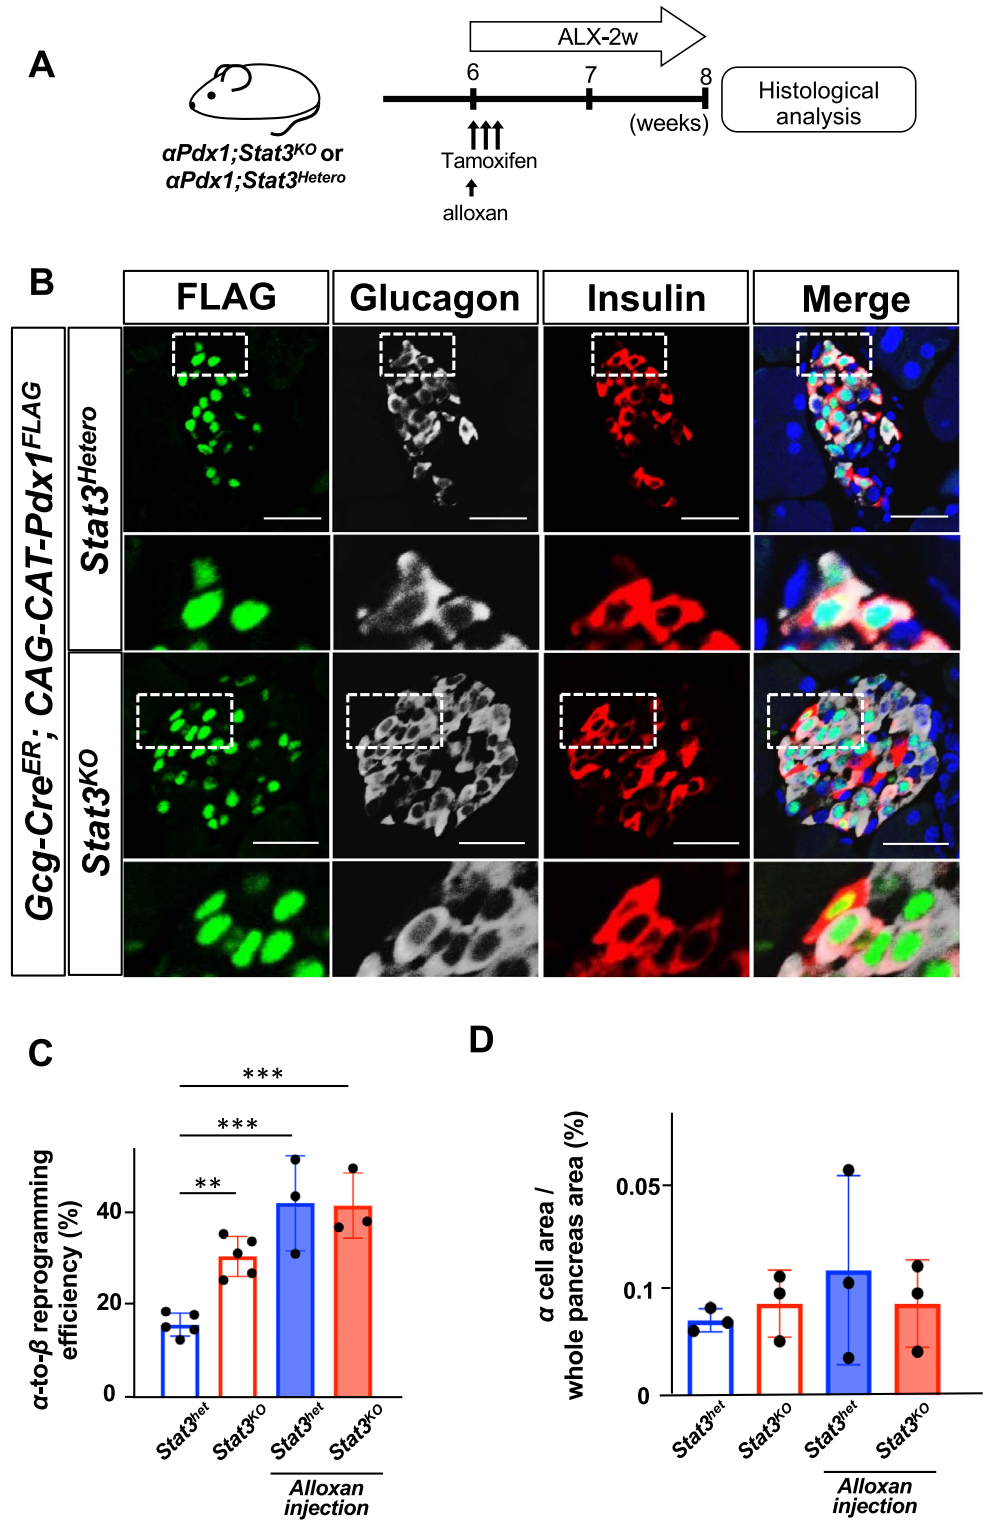 A
ALX-2w
6
7
8
(weeks)
Histological
analysis
αPdx1;Stat3KO or
αPdx1;Stat3Hetero
Tamoxifen
alloxan
B
FLAG
Glucagon
Insulin
Merge
Gcg-CreER; CAG-CAT-Pdx1FLAG
Stat3Hetero
Stat3KO
C
***
***
**
α-to-β reprogramming
efficiency (%)
40
20
0
Stat3het
Stat3KO
Stat3het
Stat3KO
Alloxan
injection
D
α cell area /
whole pancreas area (%)
0.05
0.1
0
Stat3het
Stat3KO
Stat3het
Stat3KO
Alloxan
injection